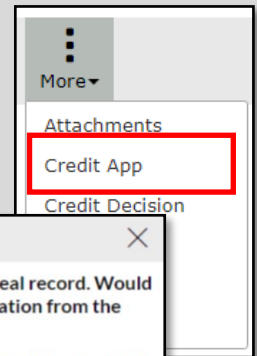 More
Attachments
Credit App
Credit Decision
eal record. Would
ation from the